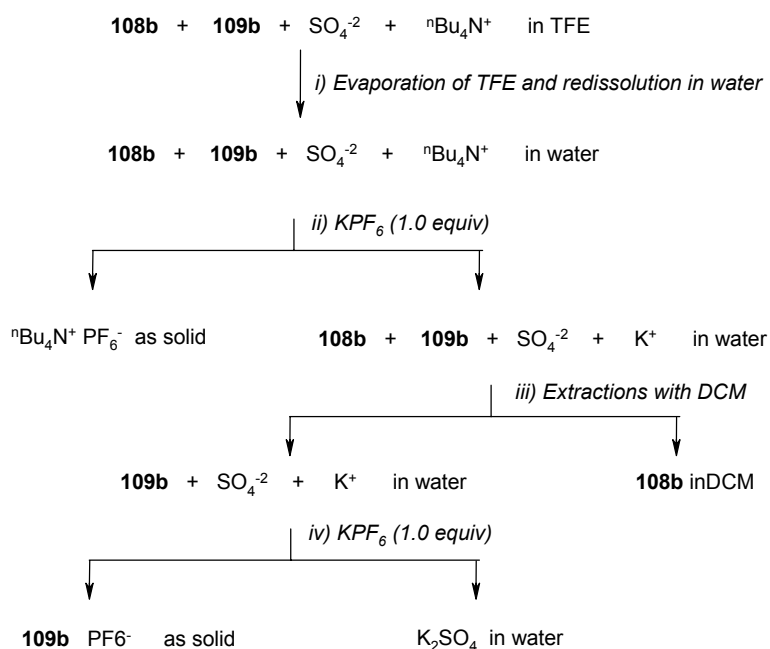 108b + 109b + SO₄⁻² + ⁿBu₄N⁺ in TFE
i) Evaporation of TFE and redissolution in water
108b + 109b + SO₄⁻² + ⁿBu₄N⁺ in water
ii) KPF₆ (1.0 equiv)
ⁿBu₄N⁺ PF₆⁻ as solid 108b + 109b + SO₄⁻² + K⁺ in water
iii) Extractions with DCM
109b + SO₄⁻² + K⁺ in water 108b inDCM
iv) KPF₆ (1.0 equiv)
109b PF6⁻ as solid K₂SO₄ in water